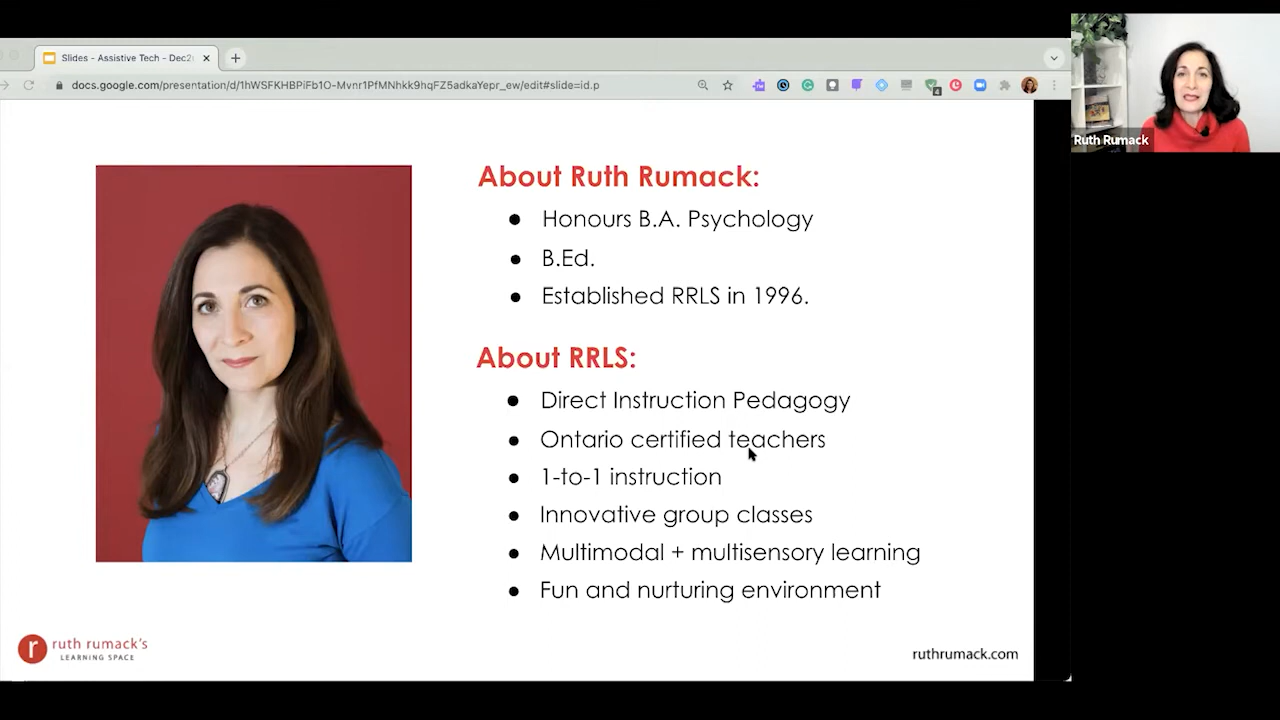 Slides - Assistive Tech - Dec2
docs.google.com/presentation/d/1hWSFKHBPiFb1O-Mvnr1PfMNhkk9hqFZ5adkaYepr_ew/edit#slide=id.p
4
Ruth Rumack
About Ruth Rumack:
Honours B.A. Psychology
B.Ed.
Established RRLS in 1996.
About RRLS:
Direct Instruction Pedagogy
Ontario certified teachers
1-to-1 instruction
Innovative group classes
Multimodal + multisensory learning
Fun and nurturing environment
r ruth rumack's
LEARNING SPACE
ruthrumack.com